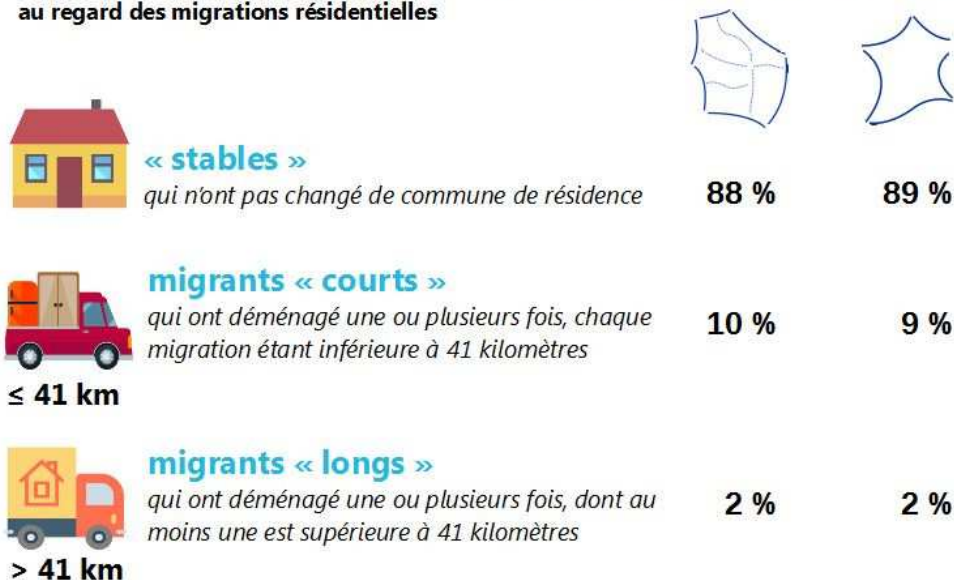 au regard des migrations résidentielles
« stables »
qui n'ont pas changé de commune de résidence
88 %
89 %
migrants « courts »
qui ont déménagé une ou plusieurs fois, chaque
migration étant inférieure à 41 kilomètres
10 %
9 %
≤ 41 km
migrants « longs »
qui ont déménagé une ou plusieurs fois, dont au
moins une est supérieure à 41 kilomètres
2 %
2 %
> 41 km